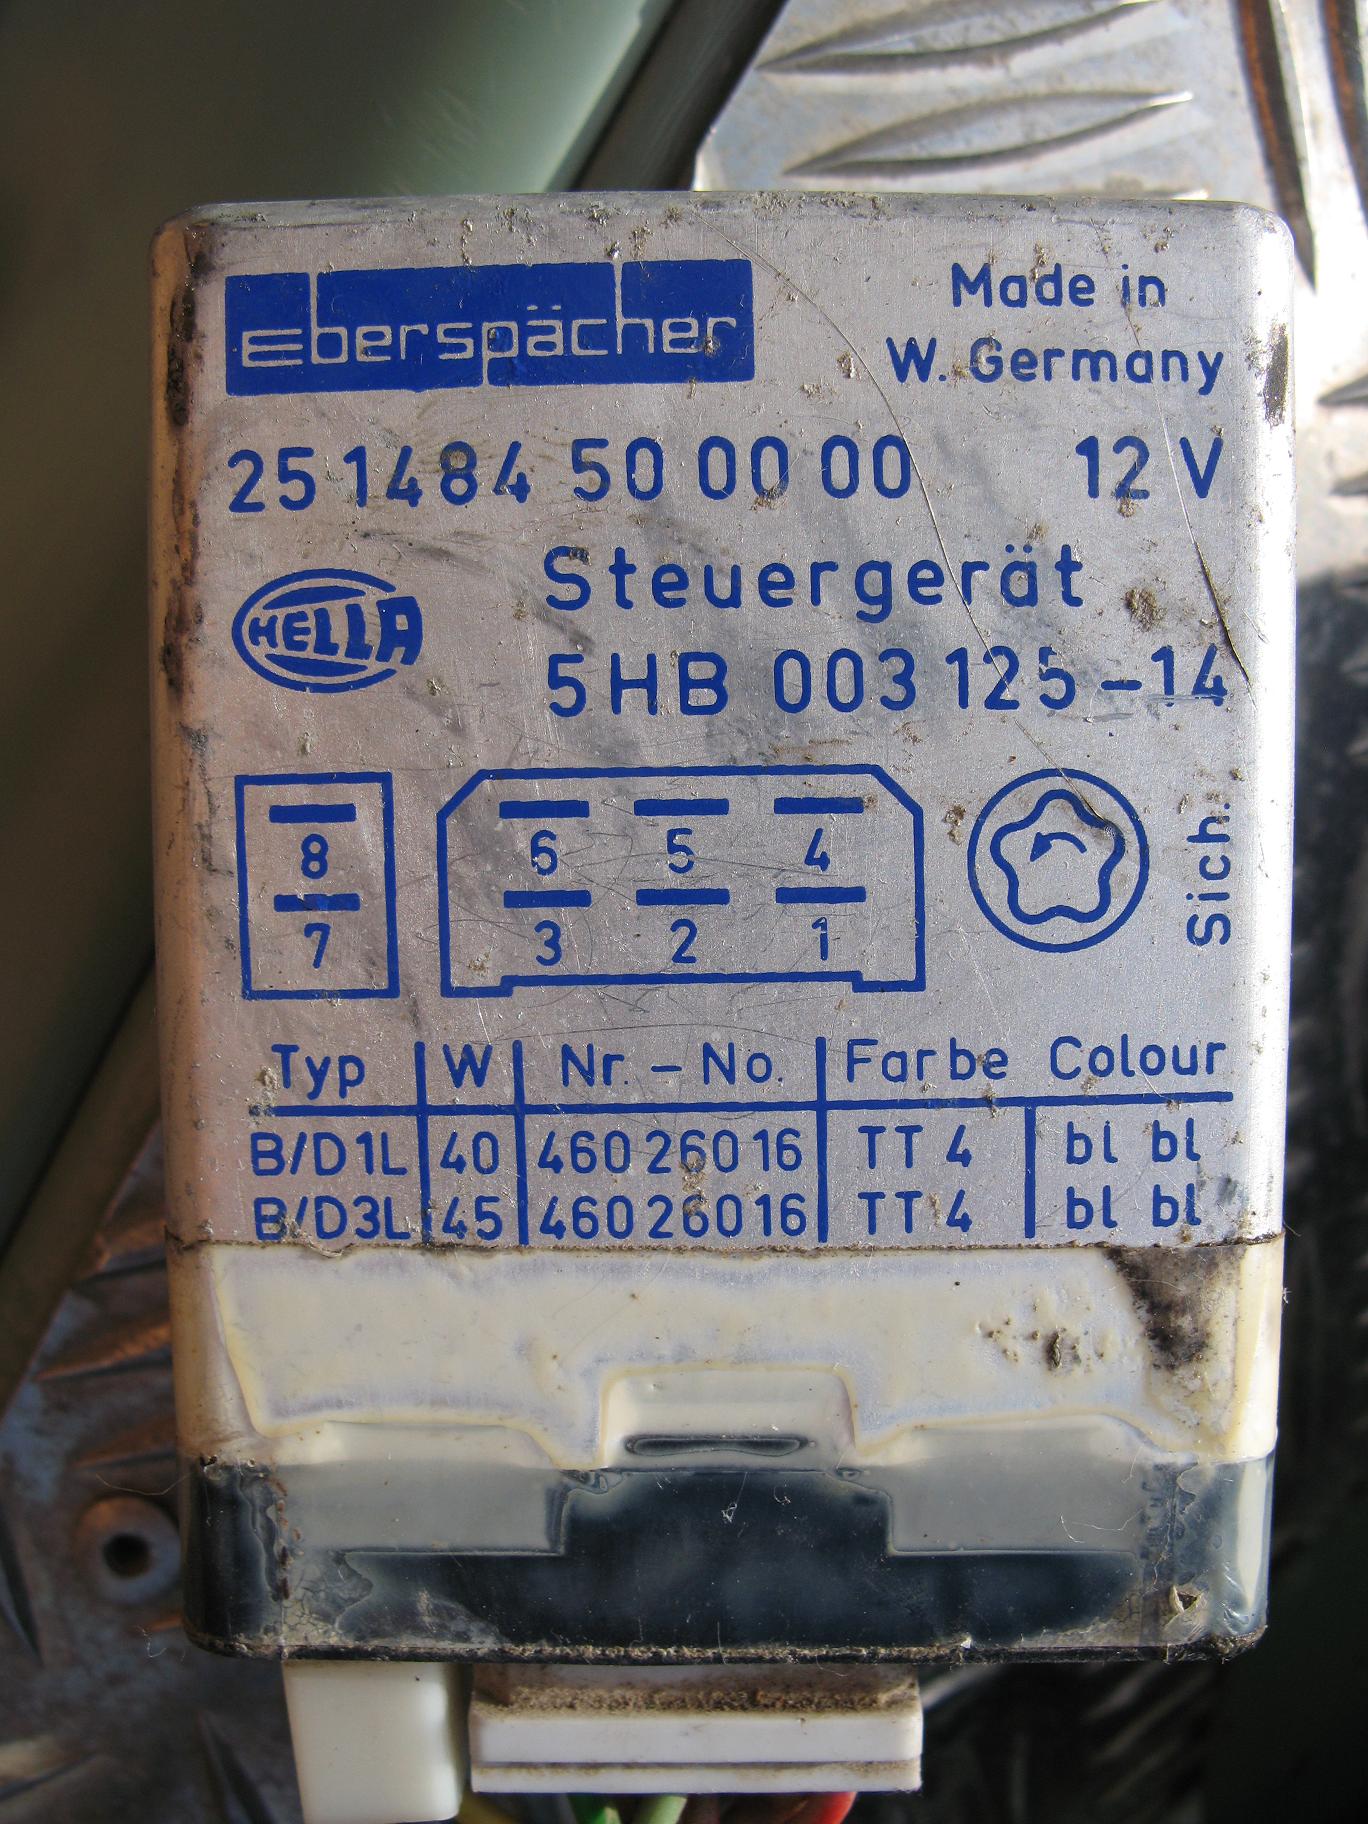 Eberspächer
Made in
W. Germany
25 1484 50 00 00 12 V
HELLA
Steuergerät
5HB 003 125-14
8
7
6 5 4
3 2 1
Sich.
Typ W Nr. - No. Farbe Colour
B/D1L 40 460 260 16 TT 4 bl bl
B/D3L 45 460 260 16 TT 4 bl bl